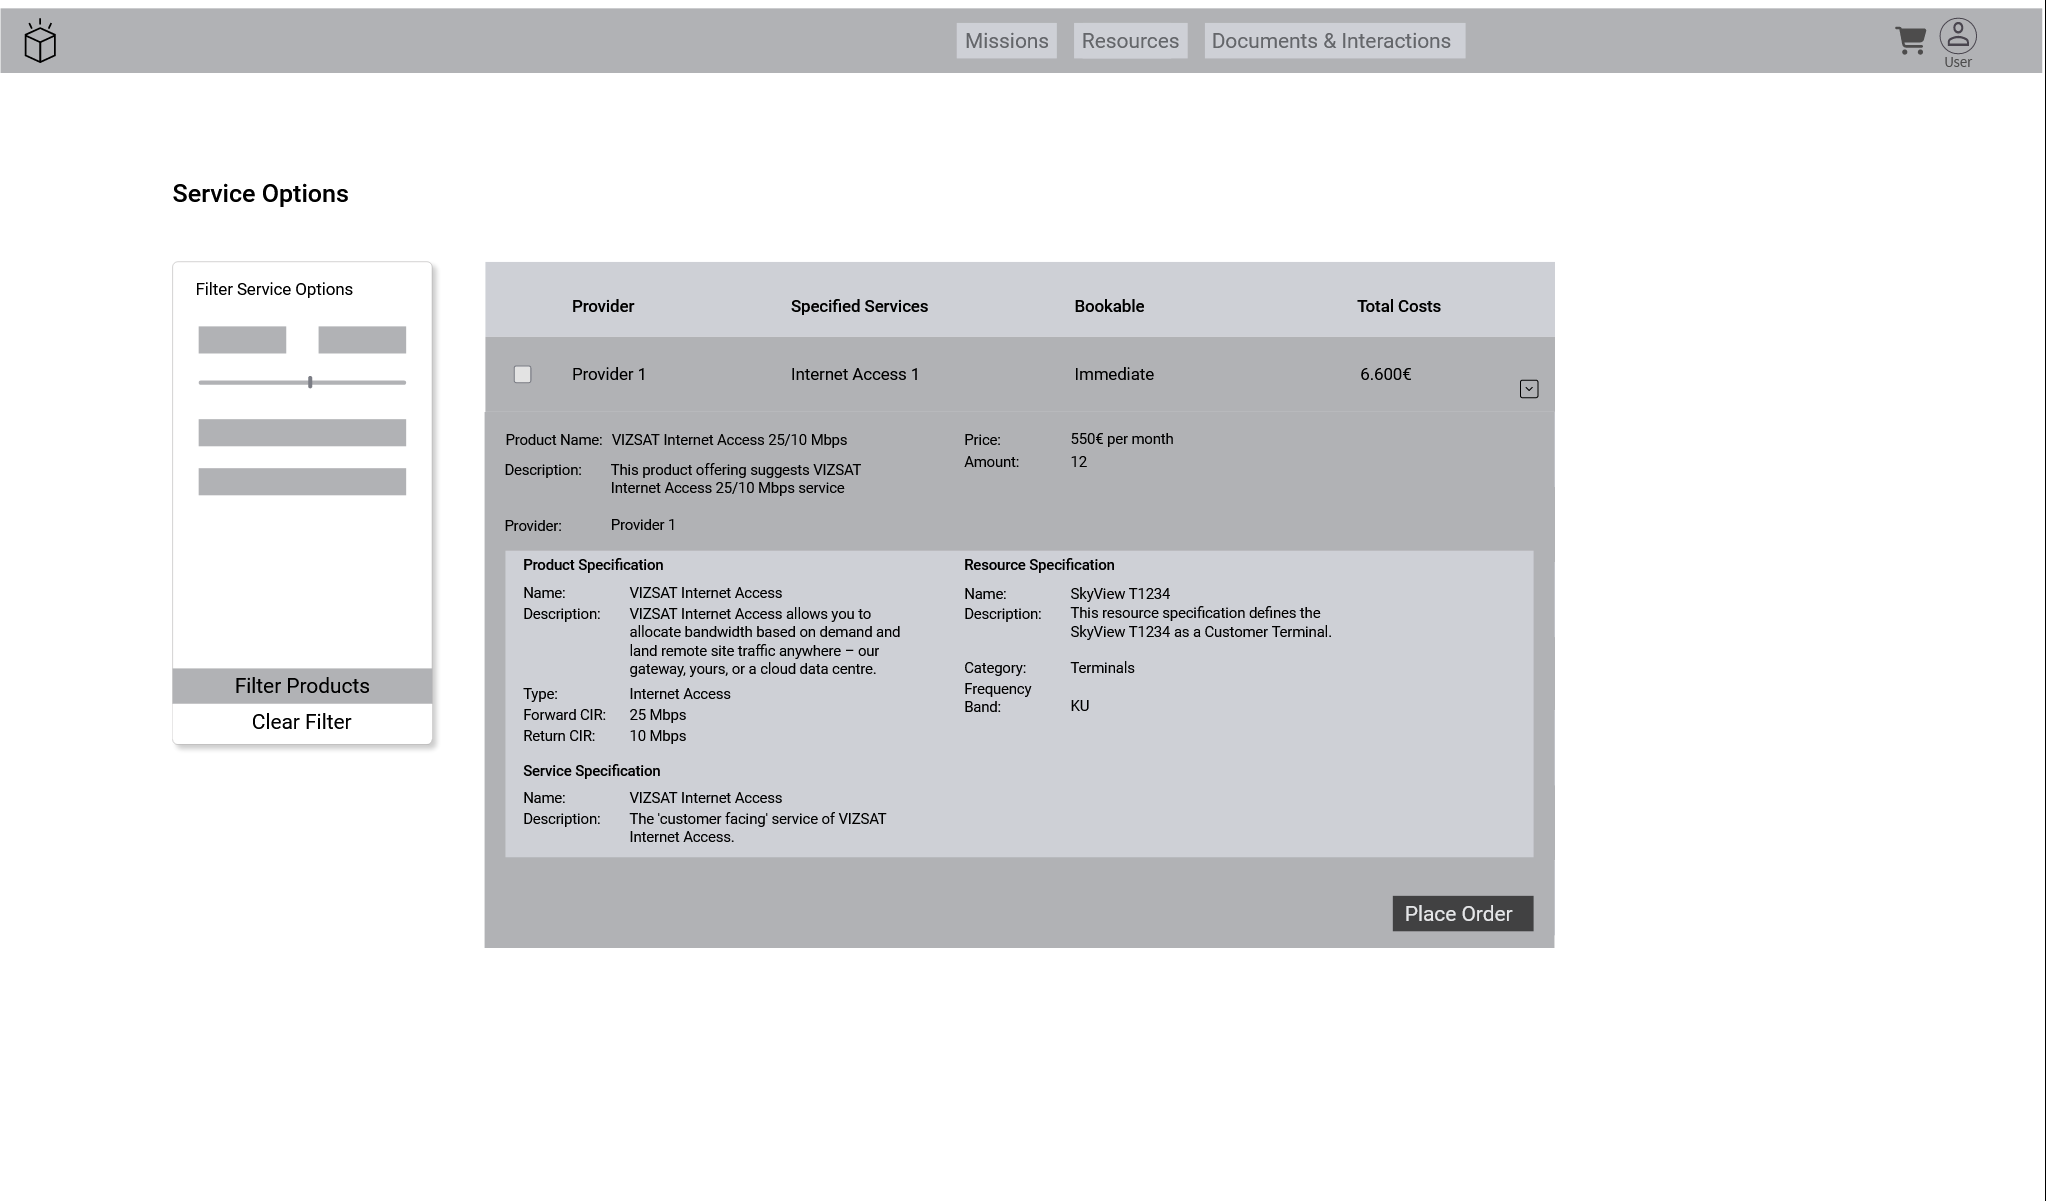 Missions
Resources
Documents & Interactions
User
Service Options
Filter Service Options
Filter Products
Clear Filter
Provider Specified Services Bookable Total Costs
Provider 1 Internet Access 1 Immediate 6.600€
Product Name: VIZSAT Internet Access 25/10 Mbps
Description: This product offering suggests VIZSAT
Internet Access 25/10 Mbps service
Provider: Provider 1
Price: 550€ per month
Amount: 12
Product Specification
Name: VIZSAT Internet Access
Description: VIZSAT Internet Access allows you to
allocate bandwidth based on demand and
land remote site traffic anywhere – our
gateway, yours, or a cloud data centre.
Type: Internet Access
Forward CIR: 25 Mbps
Return CIR: 10 Mbps
Service Specification
Name: VIZSAT Internet Access
Description: The 'customer facing' service of VIZSAT
Internet Access.
Resource Specification
Name: SkyView T1234
Description: This resource specification defines the
SkyView T1234 as a Customer Terminal.
Category: Terminals
Frequency
Band: KU
Place Order